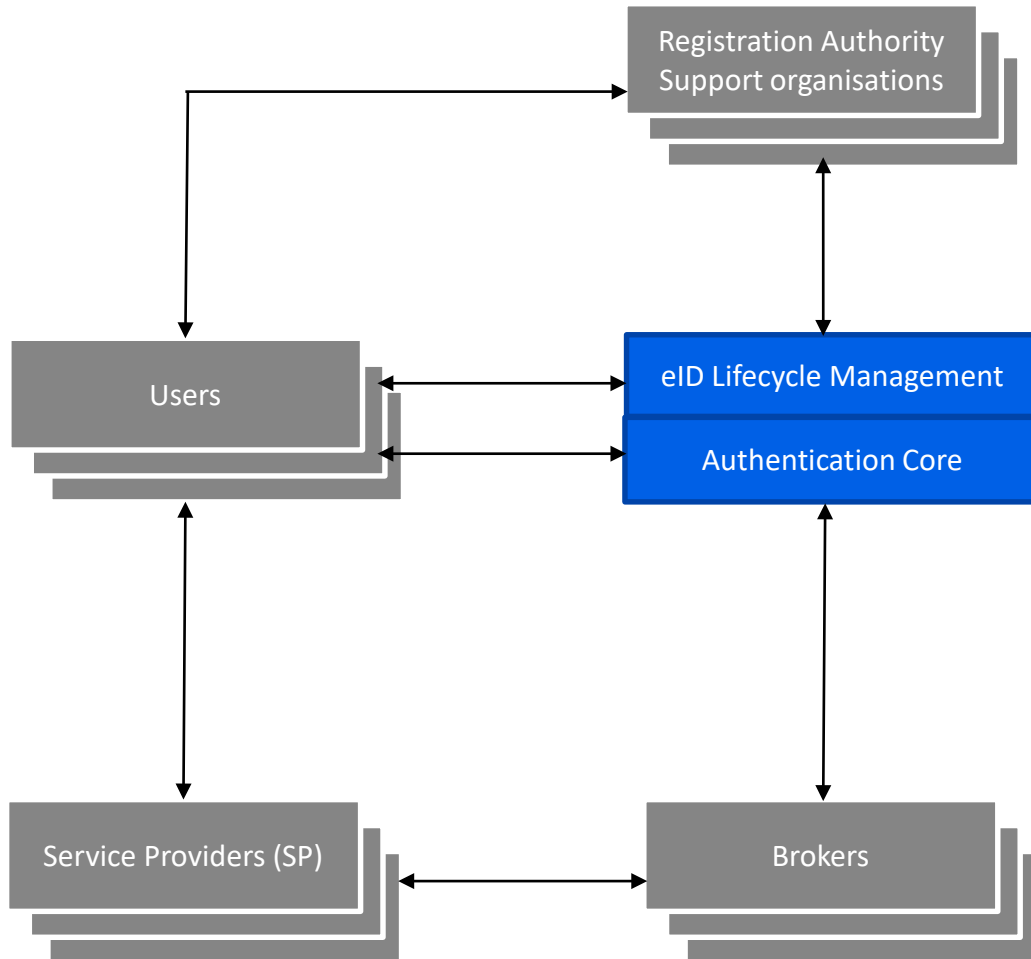 Registration Authority
Support organisations
Users
eID Lifecycle Management
Authentication Core
Service Providers (SP)
Brokers